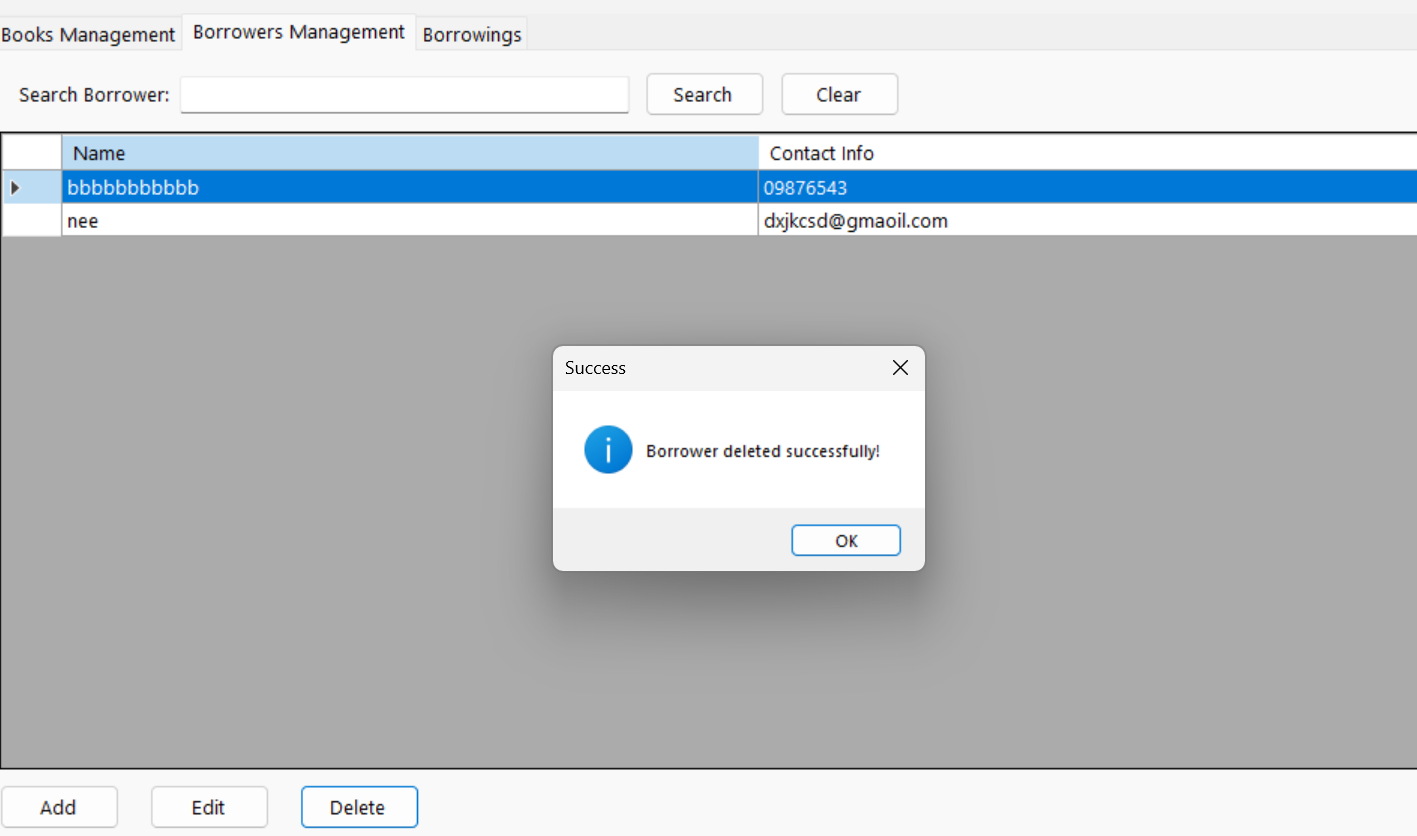 Books Management Borrowers Management Borrowings
Search Borrower: Search Clear
Name Contact Info
bbbbbbbbbbb 09876543
nee dxjkcsd@gmaoil.com
Success
i Borrower deleted successfully!
OK
Add Edit Delete